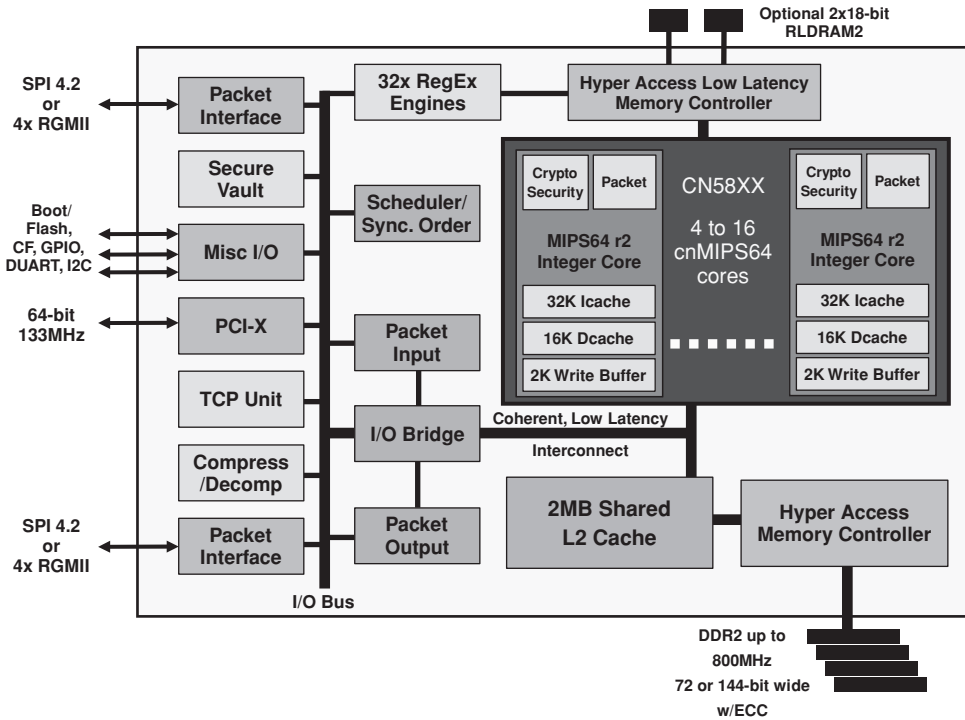 Optional 2x18-bit
RLDRAM2
SPI 4.2
or
4x RGMII
Packet
Interface
32x RegEx
Engines
Hyper Access Low Latency
Memory Controller
Secure
Vault
Scheduler/
Sync. Order
Boot/
Flash,
CF, GPIO,
DUART, I2C
Misc I/O
64-bit
133MHz
PCI-X
Packet
Input
TCP Unit
I/O Bridge
Compress
/Decomp
SPI 4.2
or
4x RGMII
Packet
Interface
Packet
Output
I/O Bus
Crypto
Security
Packet
MIPS64 r2
Integer Core
32K Icache
16K Dcache
2K Write Buffer
CN58XX
4 to 16
cnMIPS64
cores
Crypto
Security
Packet
MIPS64 r2
Integer Core
32K Icache
16K Dcache
2K Write Buffer
Coherent, Low Latency
Interconnect
2MB Shared
L2 Cache
Hyper Access
Memory Controller
DDR2 up to
800MHz
72 or 144-bit wide
w/ECC